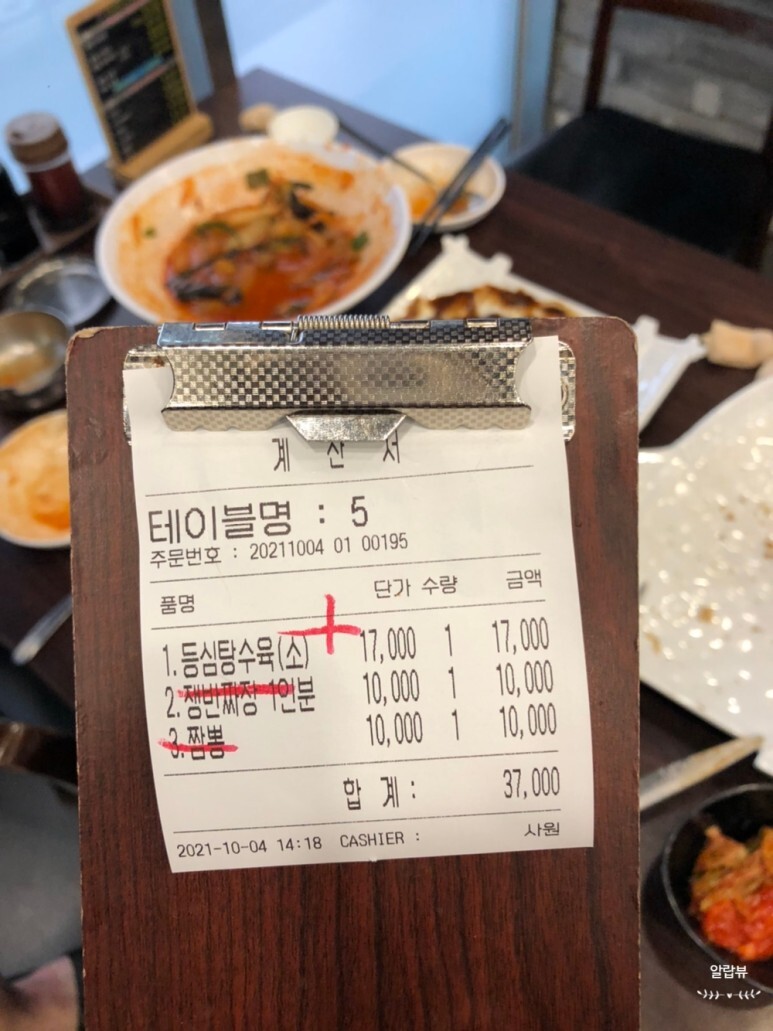 계 산 서
테이블명 : 5
주문번호 : 20211004 01 00195
품명 단가 수량 금액
1.등심탕수육(소) 17,000 1 17,000
2.쟁반짜장 1인분 10,000 1 10,000
3.짬뽕 10,000 1 10,000
합 계 : 37,000
2021-10-04 14:18 CASHIER : 사원
알랍뷰